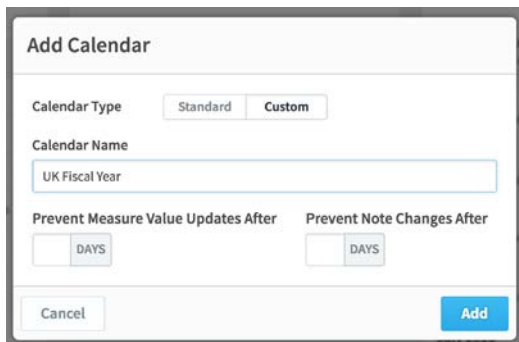 Add Calendar
Calendar Type Standard Custom
Calendar Name
UK Fiscal Year
Prevent Measure Value Updates After Prevent Note Changes After
DAYS DAYS
Cancel Add